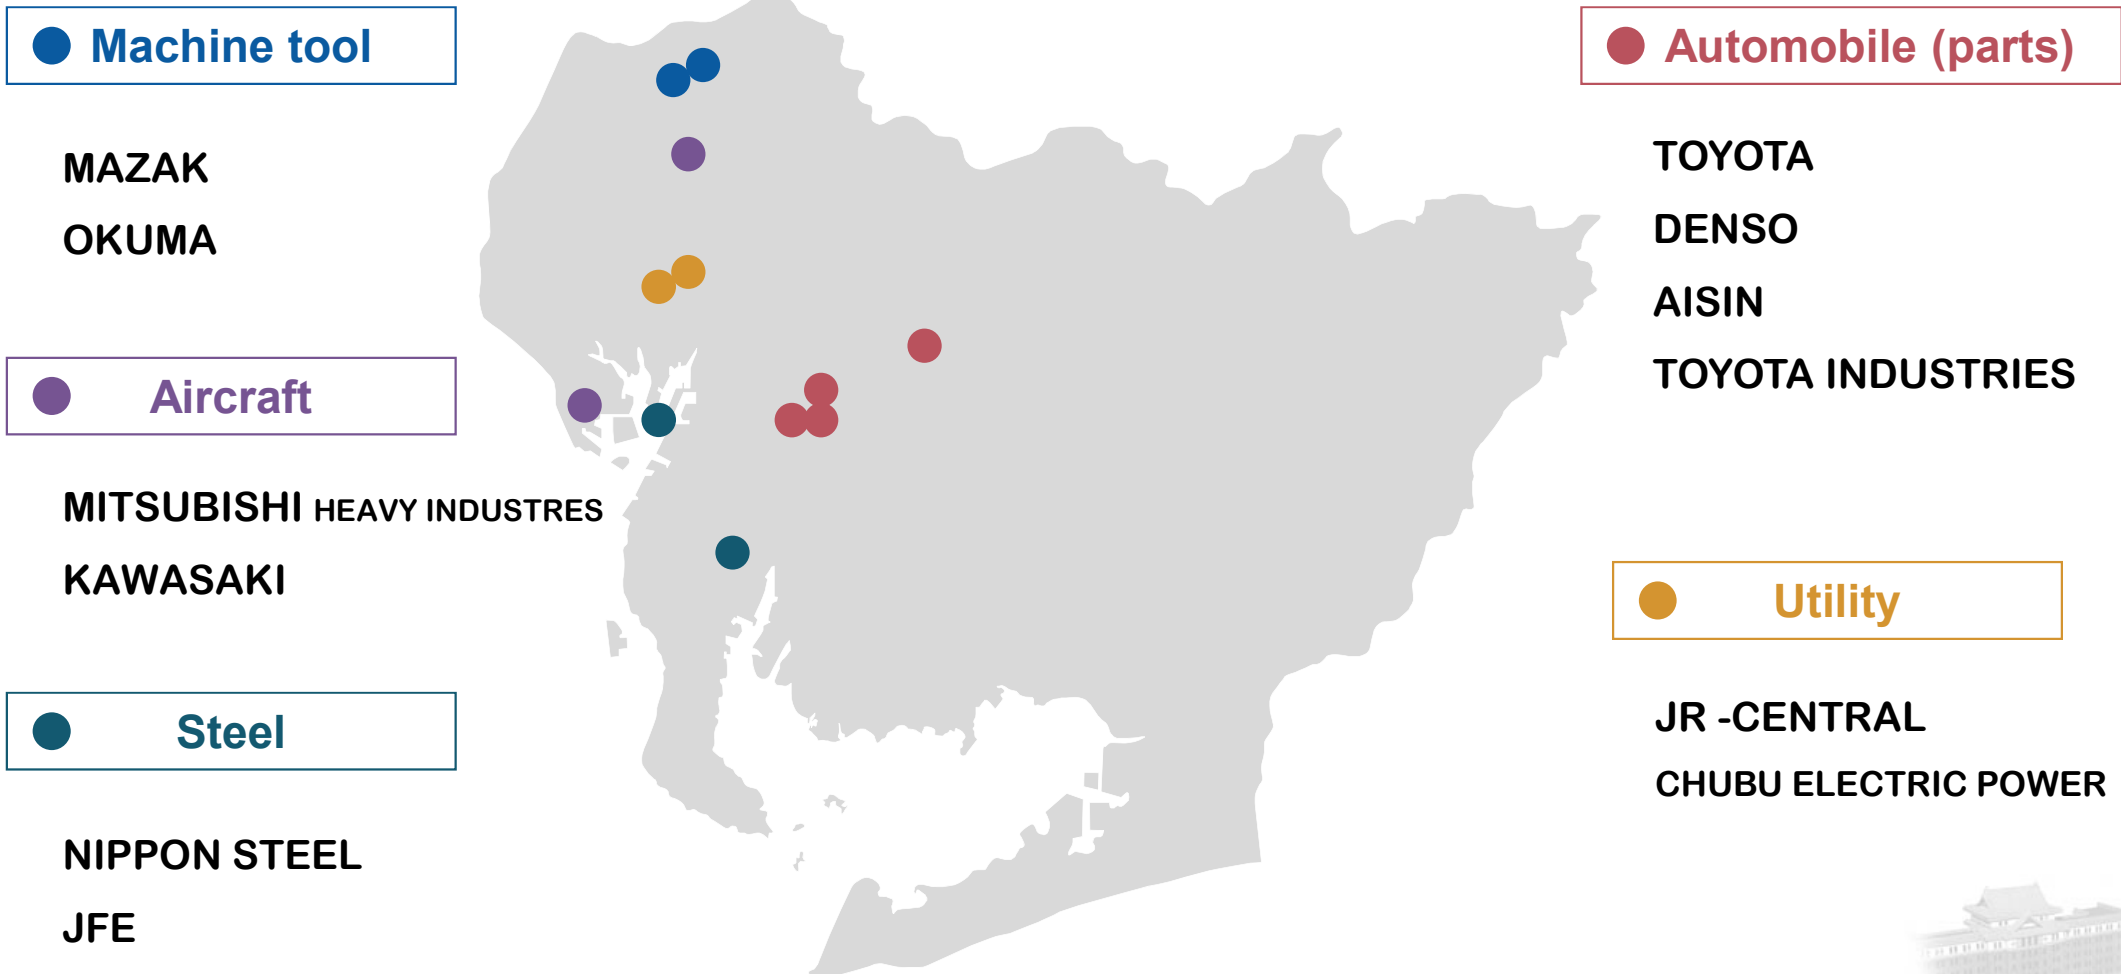 Machine tool
MAZAK
OKUMA
Aircraft
MITSUBISHI HEAVY INDUSTRES
KAWASAKI
Steel
NIPPON STEEL
JFE
Automobile (parts)
TOYOTA
DENSO
AISIN
TOYOTA INDUSTRIES
Utility
JR -CENTRAL
CHUBU ELECTRIC POWER